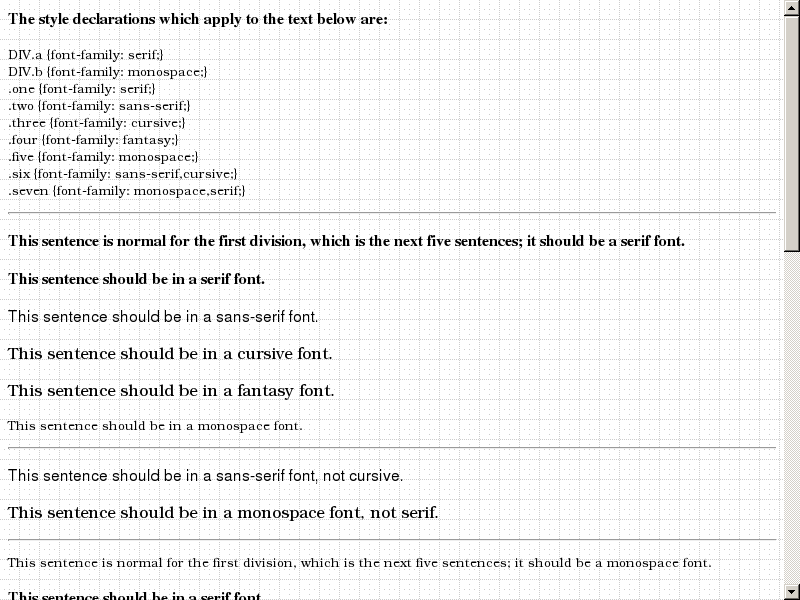 The style declarations which apply to the text below are:
DIV.a {font-family: serif;}
DIV.b {font-family: monospace;}
.one {font-family: serif;}
.two {font-family: sans-serif;}
.three {font-family: cursive;}
.four {font-family: fantasy;}
.five {font-family: monospace;}
.six {font-family: sans-serif,cursive;}
.seven {font-family: monospace,serif;}
This sentence is normal for the first division, which is the next five sentences; it should be a serif font.
This sentence should be in a serif font.
This sentence should be in a sans-serif font.
This sentence should be in a cursive font.
This sentence should be in a fantasy font.
This sentence should be in a monospace font.
This sentence should be in a sans-serif font, not cursive.
This sentence should be in a monospace font, not serif.
This sentence is normal for the first division, which is the next five sentences; it should be a monospace font.
This sentence should be in a serif font.